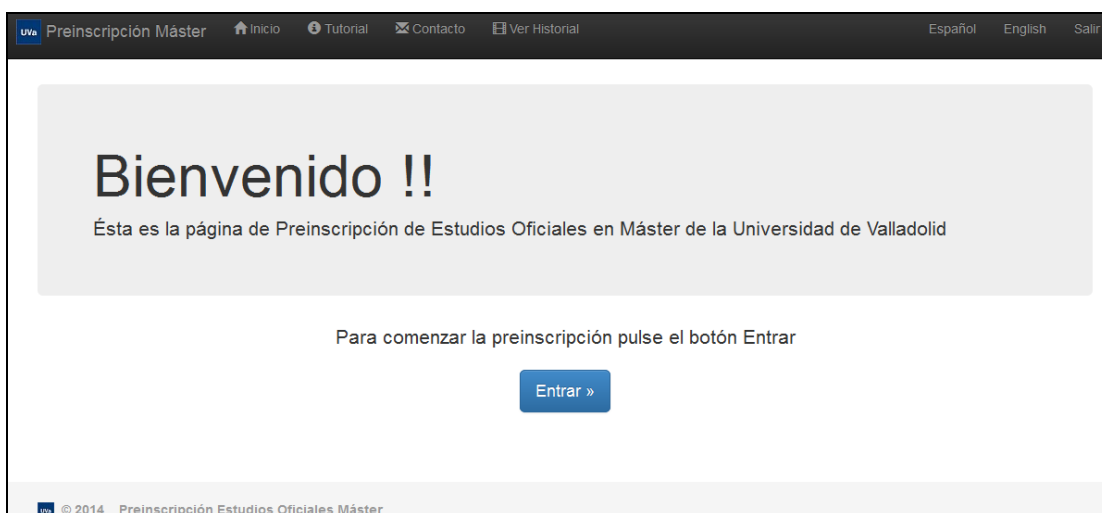 UVa Preinscripción Máster Inicio Tutorial Contacto Ver Historial Español English Salir
Bienvenido !!
Ésta es la página de Preinscripción de Estudios Oficiales en Máster de la Universidad de Valladolid
Para comenzar la preinscripción pulse el botón Entrar
Entrar »
UVa © 2014 Preinscripción Estudios Oficiales Máster